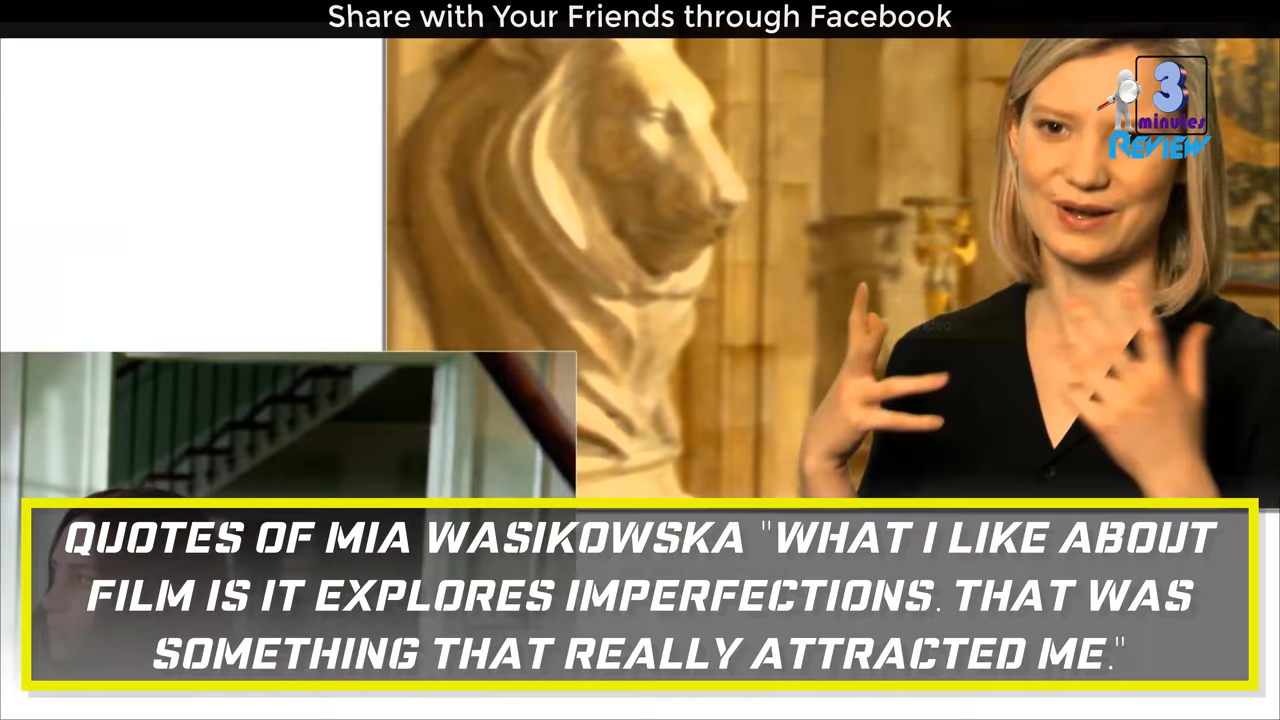 Share with Your Friends through Facebook
3
minutes
REVIEW
QUOTES OF MIA WASIKOWSKA "WHAT I LIKE ABOUT
FILM IS IT EXPLORES IMPERFECTIONS. THAT WAS
SOMETHING THAT REALLY ATTRACTED ME."